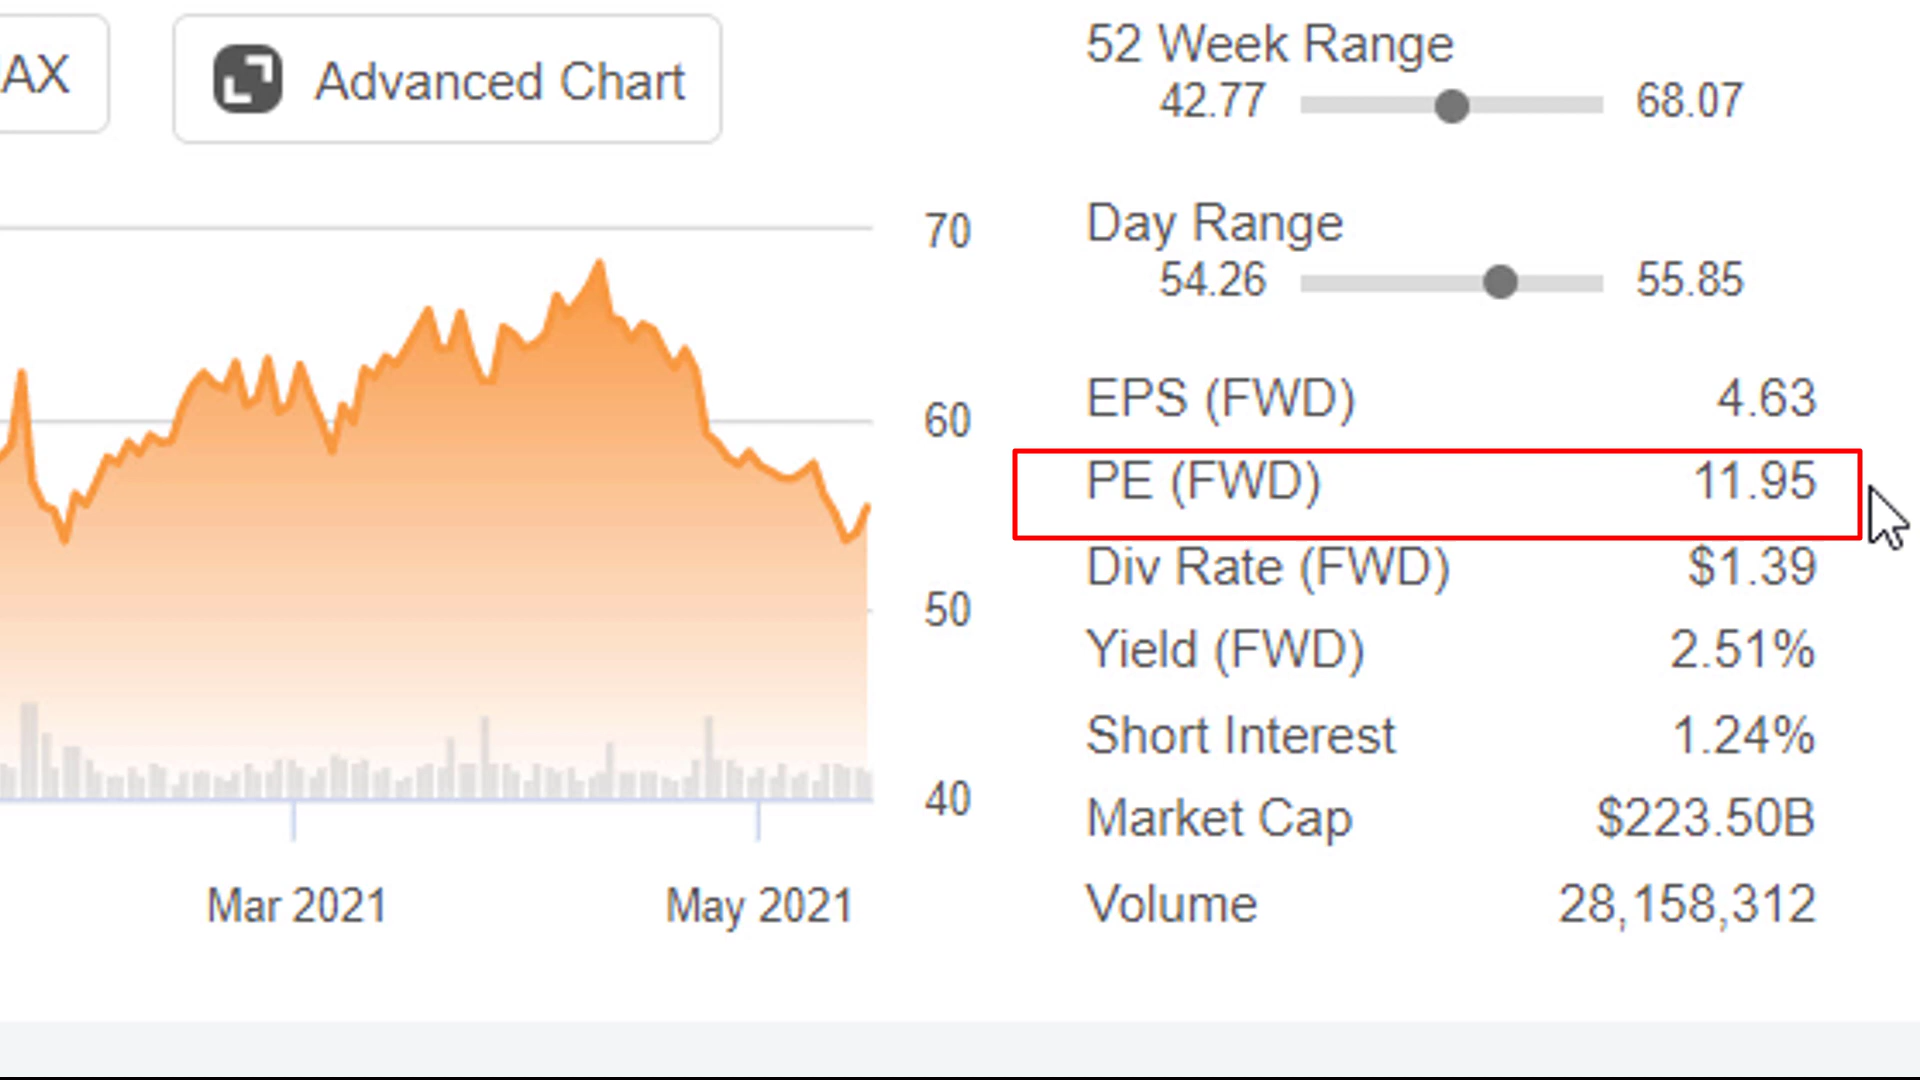 AX
Advanced Chart
70
60
50
40
Mar 2021
May 2021
52 Week Range
42.77 68.07
Day Range
54.26 55.85
EPS (FWD) 4.63
PE (FWD) 11.95
Div Rate (FWD) $1.39
Yield (FWD) 2.51%
Short Interest 1.24%
Market Cap $223.50B
Volume 28,158,312